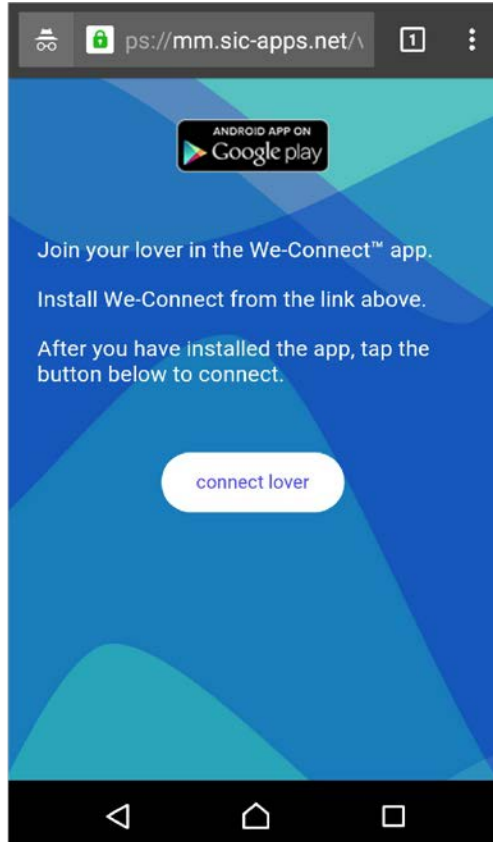 ps://mm.sic-apps.net/
1
ANDROID APP ON
Google play
Join your lover in the We-Connect™ app.
Install We-Connect from the link above.
After you have installed the app, tap the
button below to connect.
connect lover